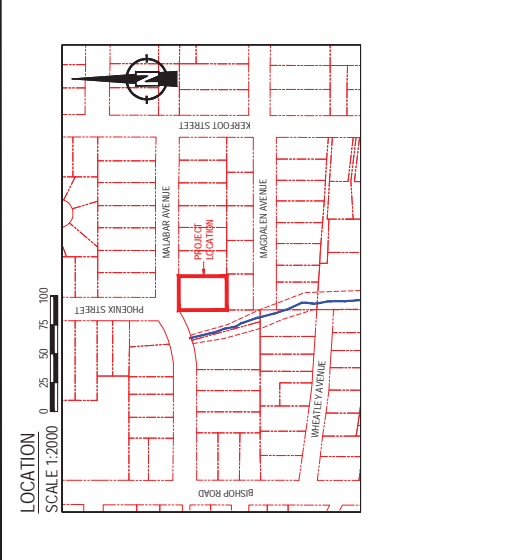 LOCATION
SCALE 1:2000
0 25 50 75 100
N
KERFOOT STREET
MALABAR AVENUE
PROJECT
LOCATION
MAGDALEN AVENUE
PHOENIX STREET
WHEATLEY AVENUE
BISHOP ROAD